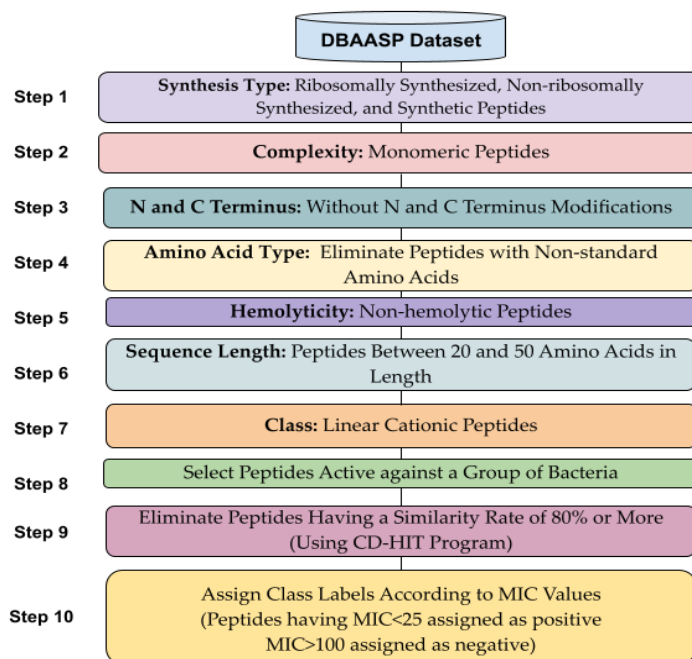 DBAASP Dataset
Step 1
Synthesis Type: Ribosomally Synthesized, Non-ribosomally
Synthesized, and Synthetic Peptides
Step 2
Complexity: Monomeric Peptides
Step 3
N and C Terminus: Without N and C Terminus Modifications
Step 4
Amino Acid Type: Eliminate Peptides with Non-standard
Amino Acids
Step 5
Hemolyticity: Non-hemolytic Peptides
Step 6
Sequence Length: Peptides Between 20 and 50 Amino Acids in
Length
Step 7
Class: Linear Cationic Peptides
Step 8
Select Peptides Active against a Group of Bacteria
Step 9
Eliminate Peptides Having a Similarity Rate of 80% or More
(Using CD-HIT Program)
Step 10
Assign Class Labels According to MIC Values
(Peptides having MIC<25 assigned as positive
MIC>100 assigned as negative)